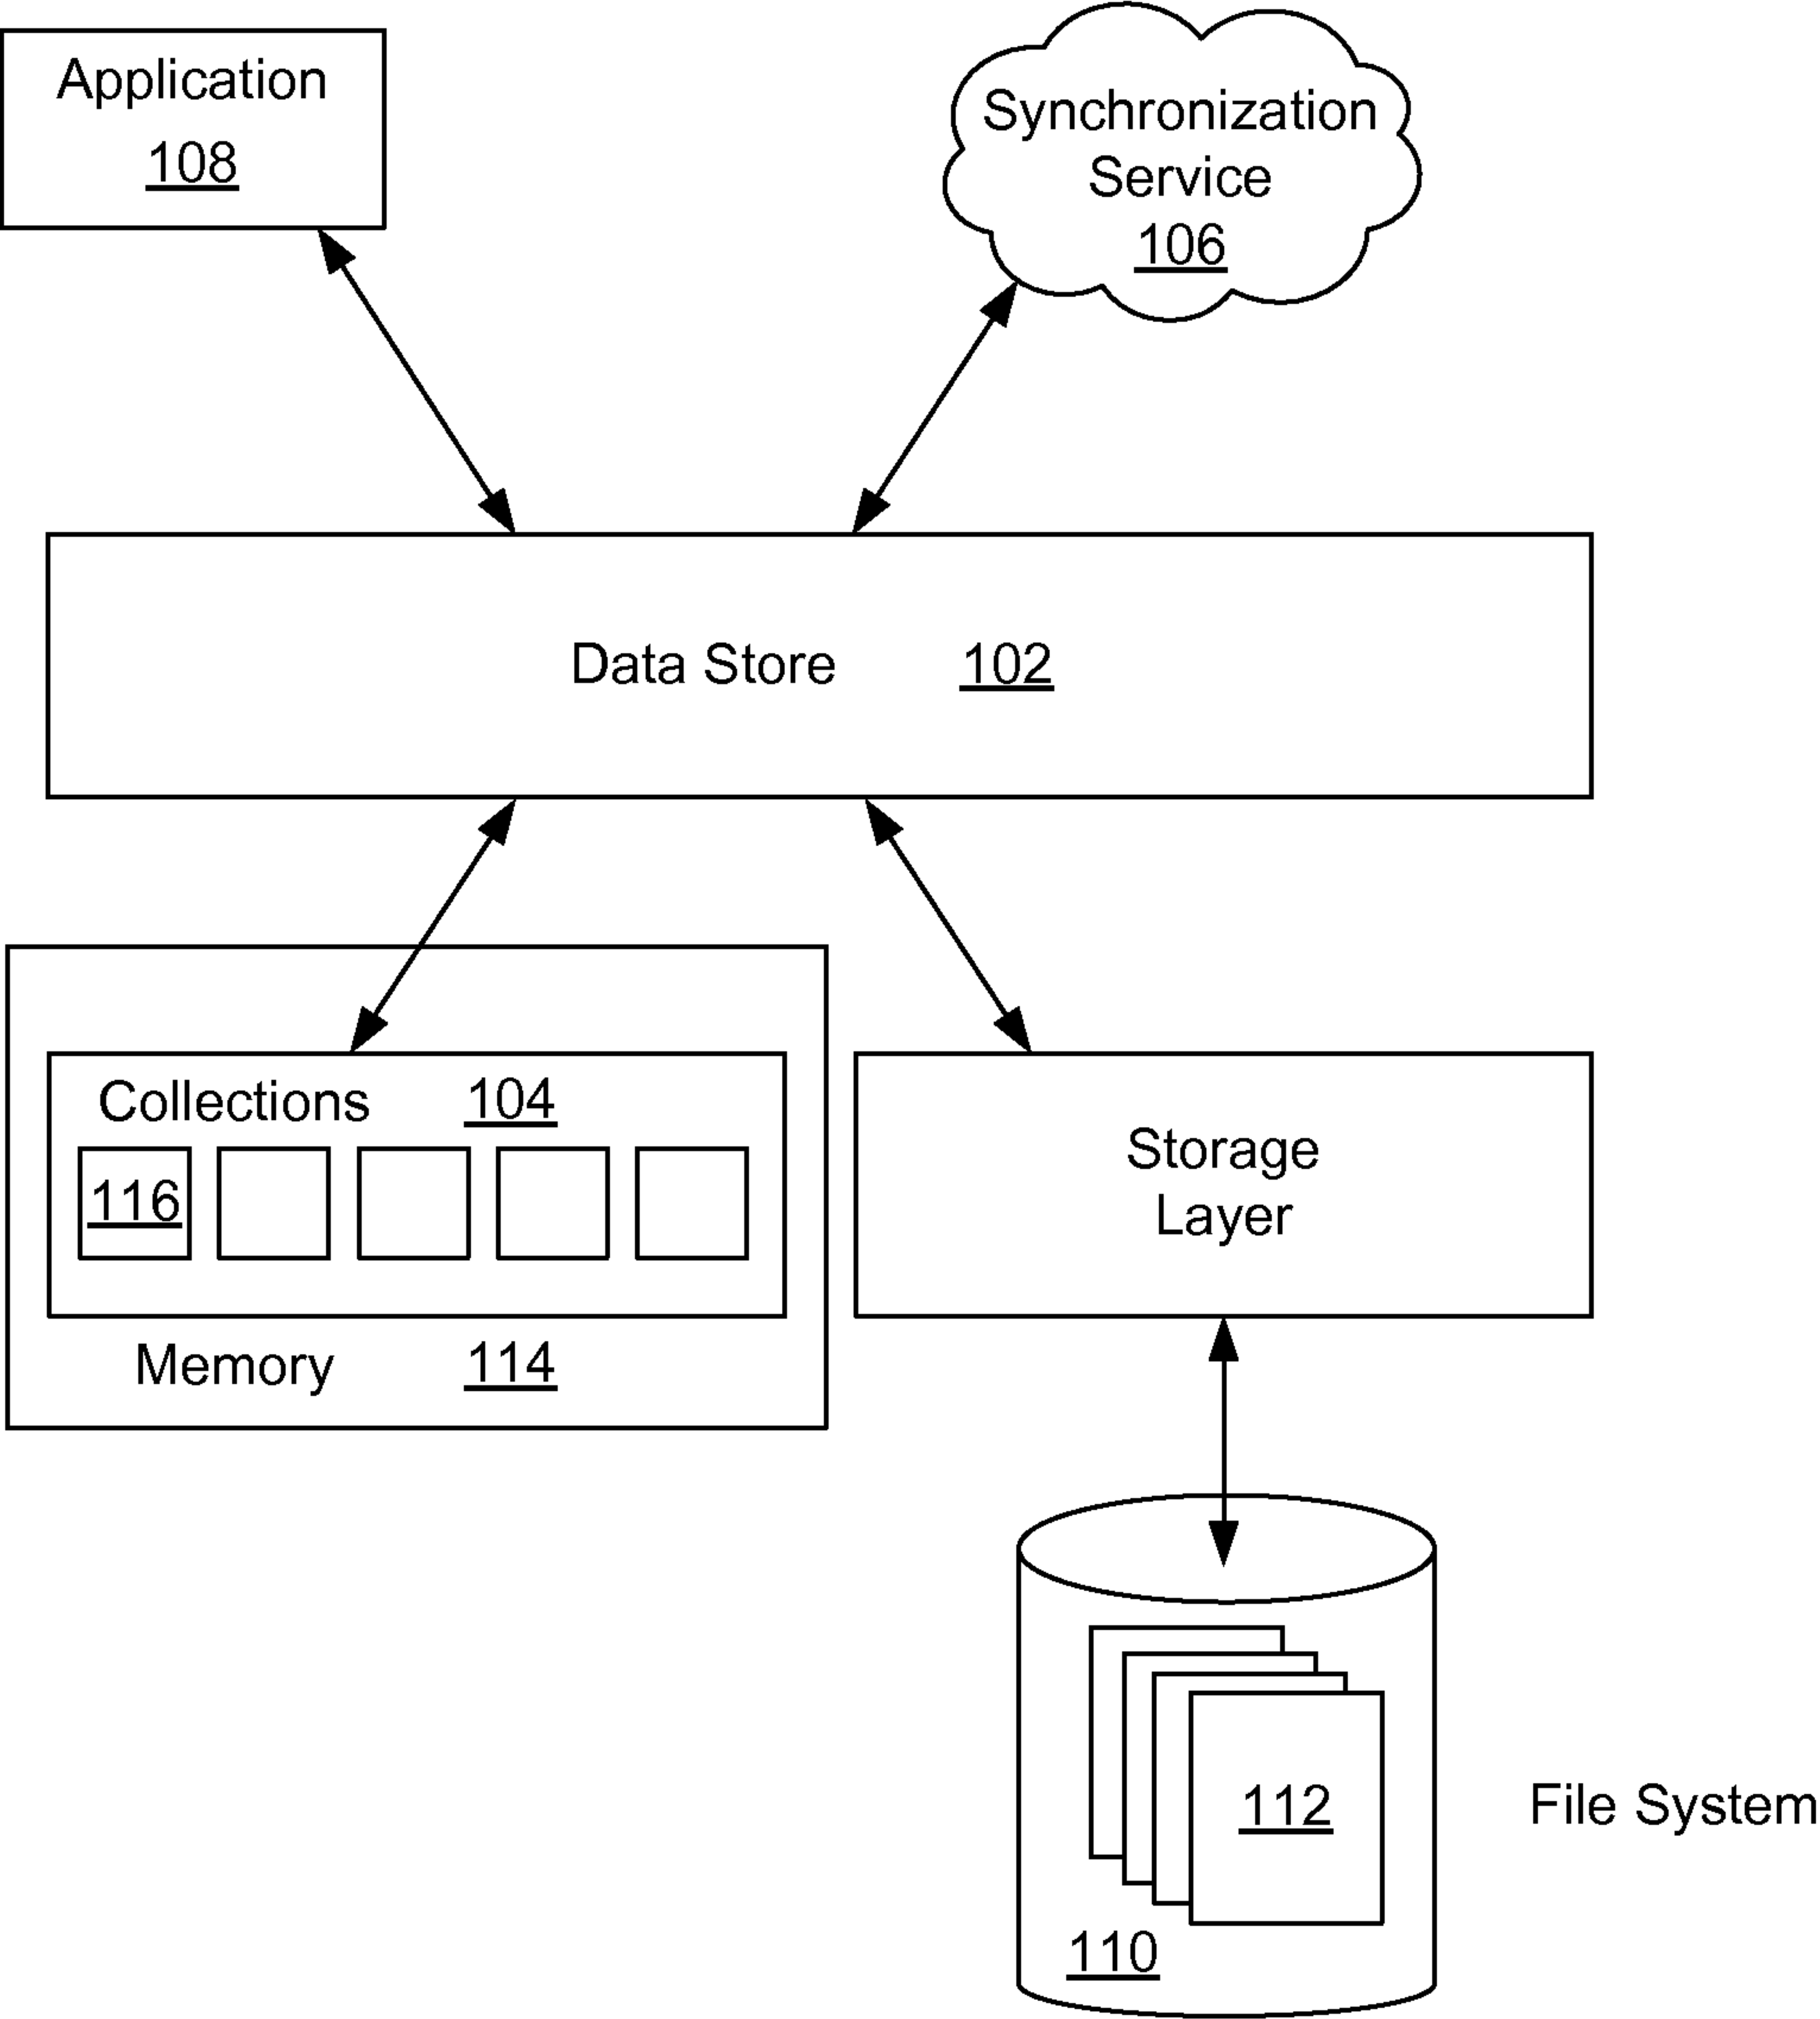 Application
108
Synchronization
Service
106
Data Store 102
Collections 104
116
Memory 114
Storage
Layer
112
File System
110